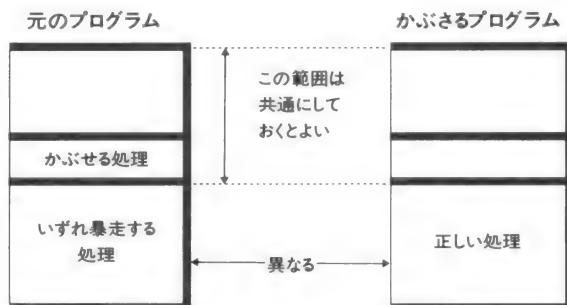 元のプログラム
かぶさるプログラム
この範囲は
共通にして
おくとよい
かぶせる処理
いずれ暴走する
処理
異なる
正しい処理